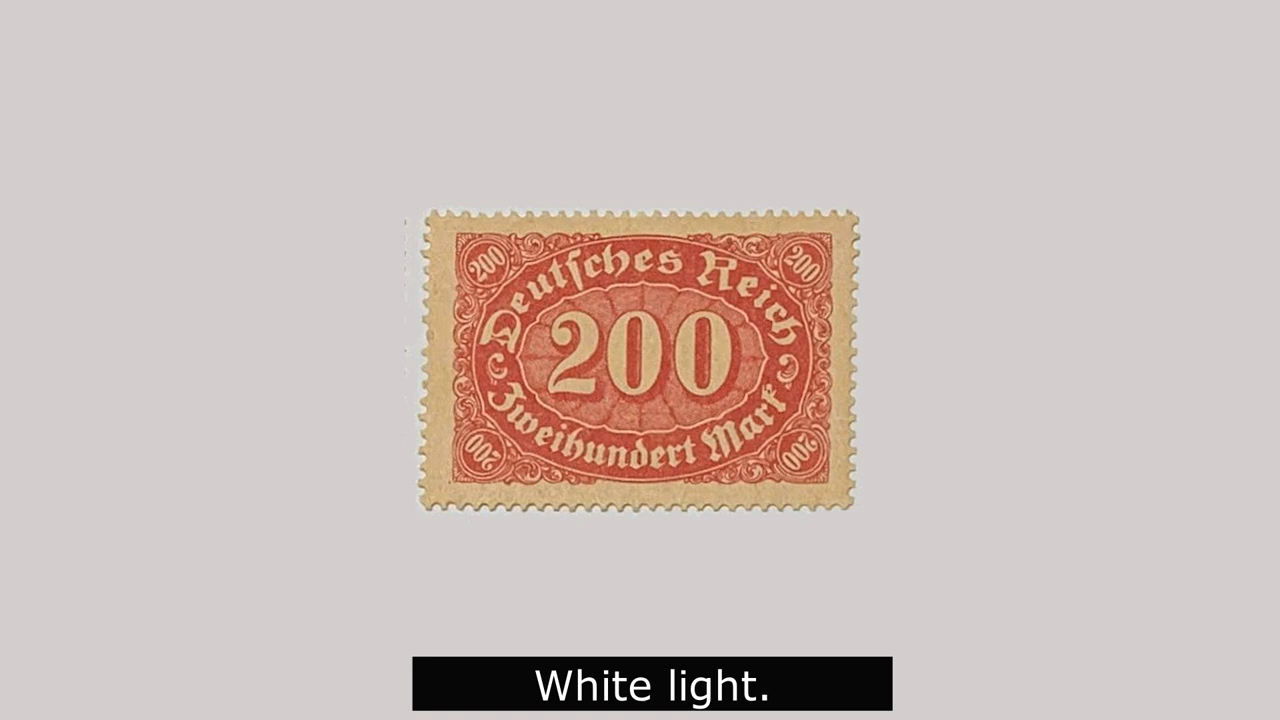 200 200
Deutſches Reich
200
Zweihundert Mark
200 200
White light.